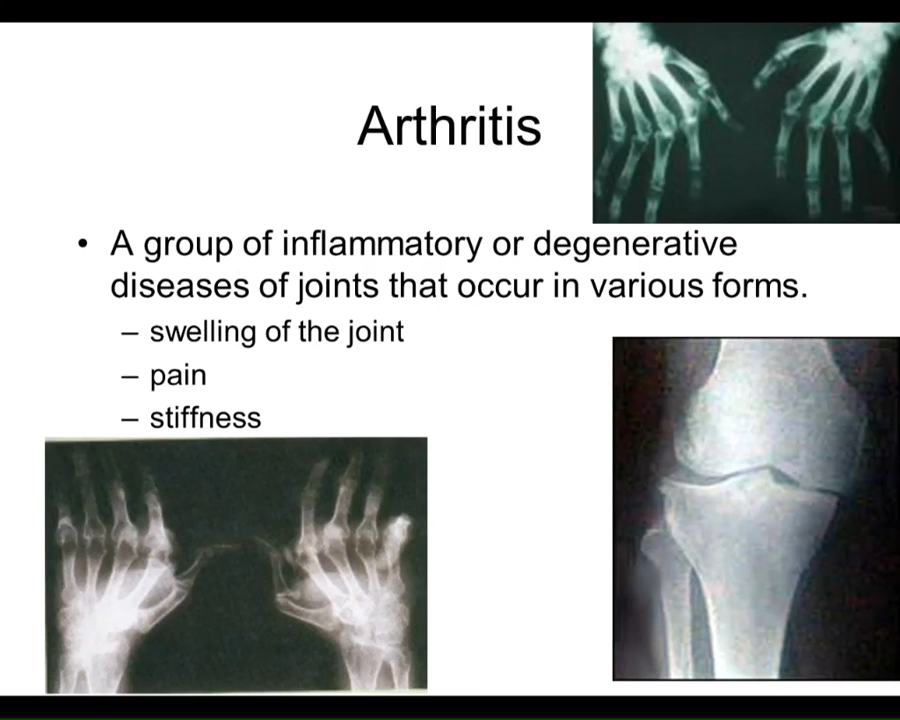 Arthritis
• A group of inflammatory or degenerative
diseases of joints that occur in various forms.
– swelling of the joint
– pain
– stiffness